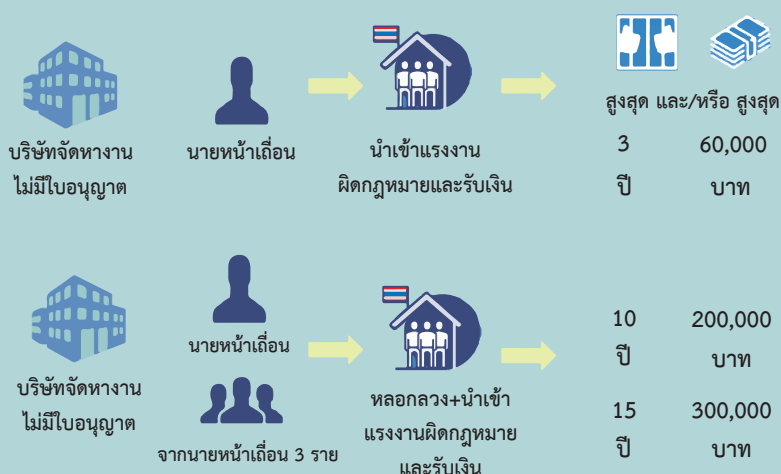 บริษัทจัดหางาน
ไม่มีใบอนุญาต
นายหน้าเถื่อน
นำเข้าแรงงาน
ผิดกฎหมายและรับเงิน
สูงสุด และ/หรือ สูงสุด
3 60,000
ปี บาท
บริษัทจัดหางาน
ไม่มีใบอนุญาต
นายหน้าเถื่อน
จากนายหน้าเถื่อน 3 ราย
หลอกลวง+นำเข้า
แรงงานผิดกฎหมาย
และรับเงิน
10 200,000
ปี บาท
15 300,000
ปี บาท